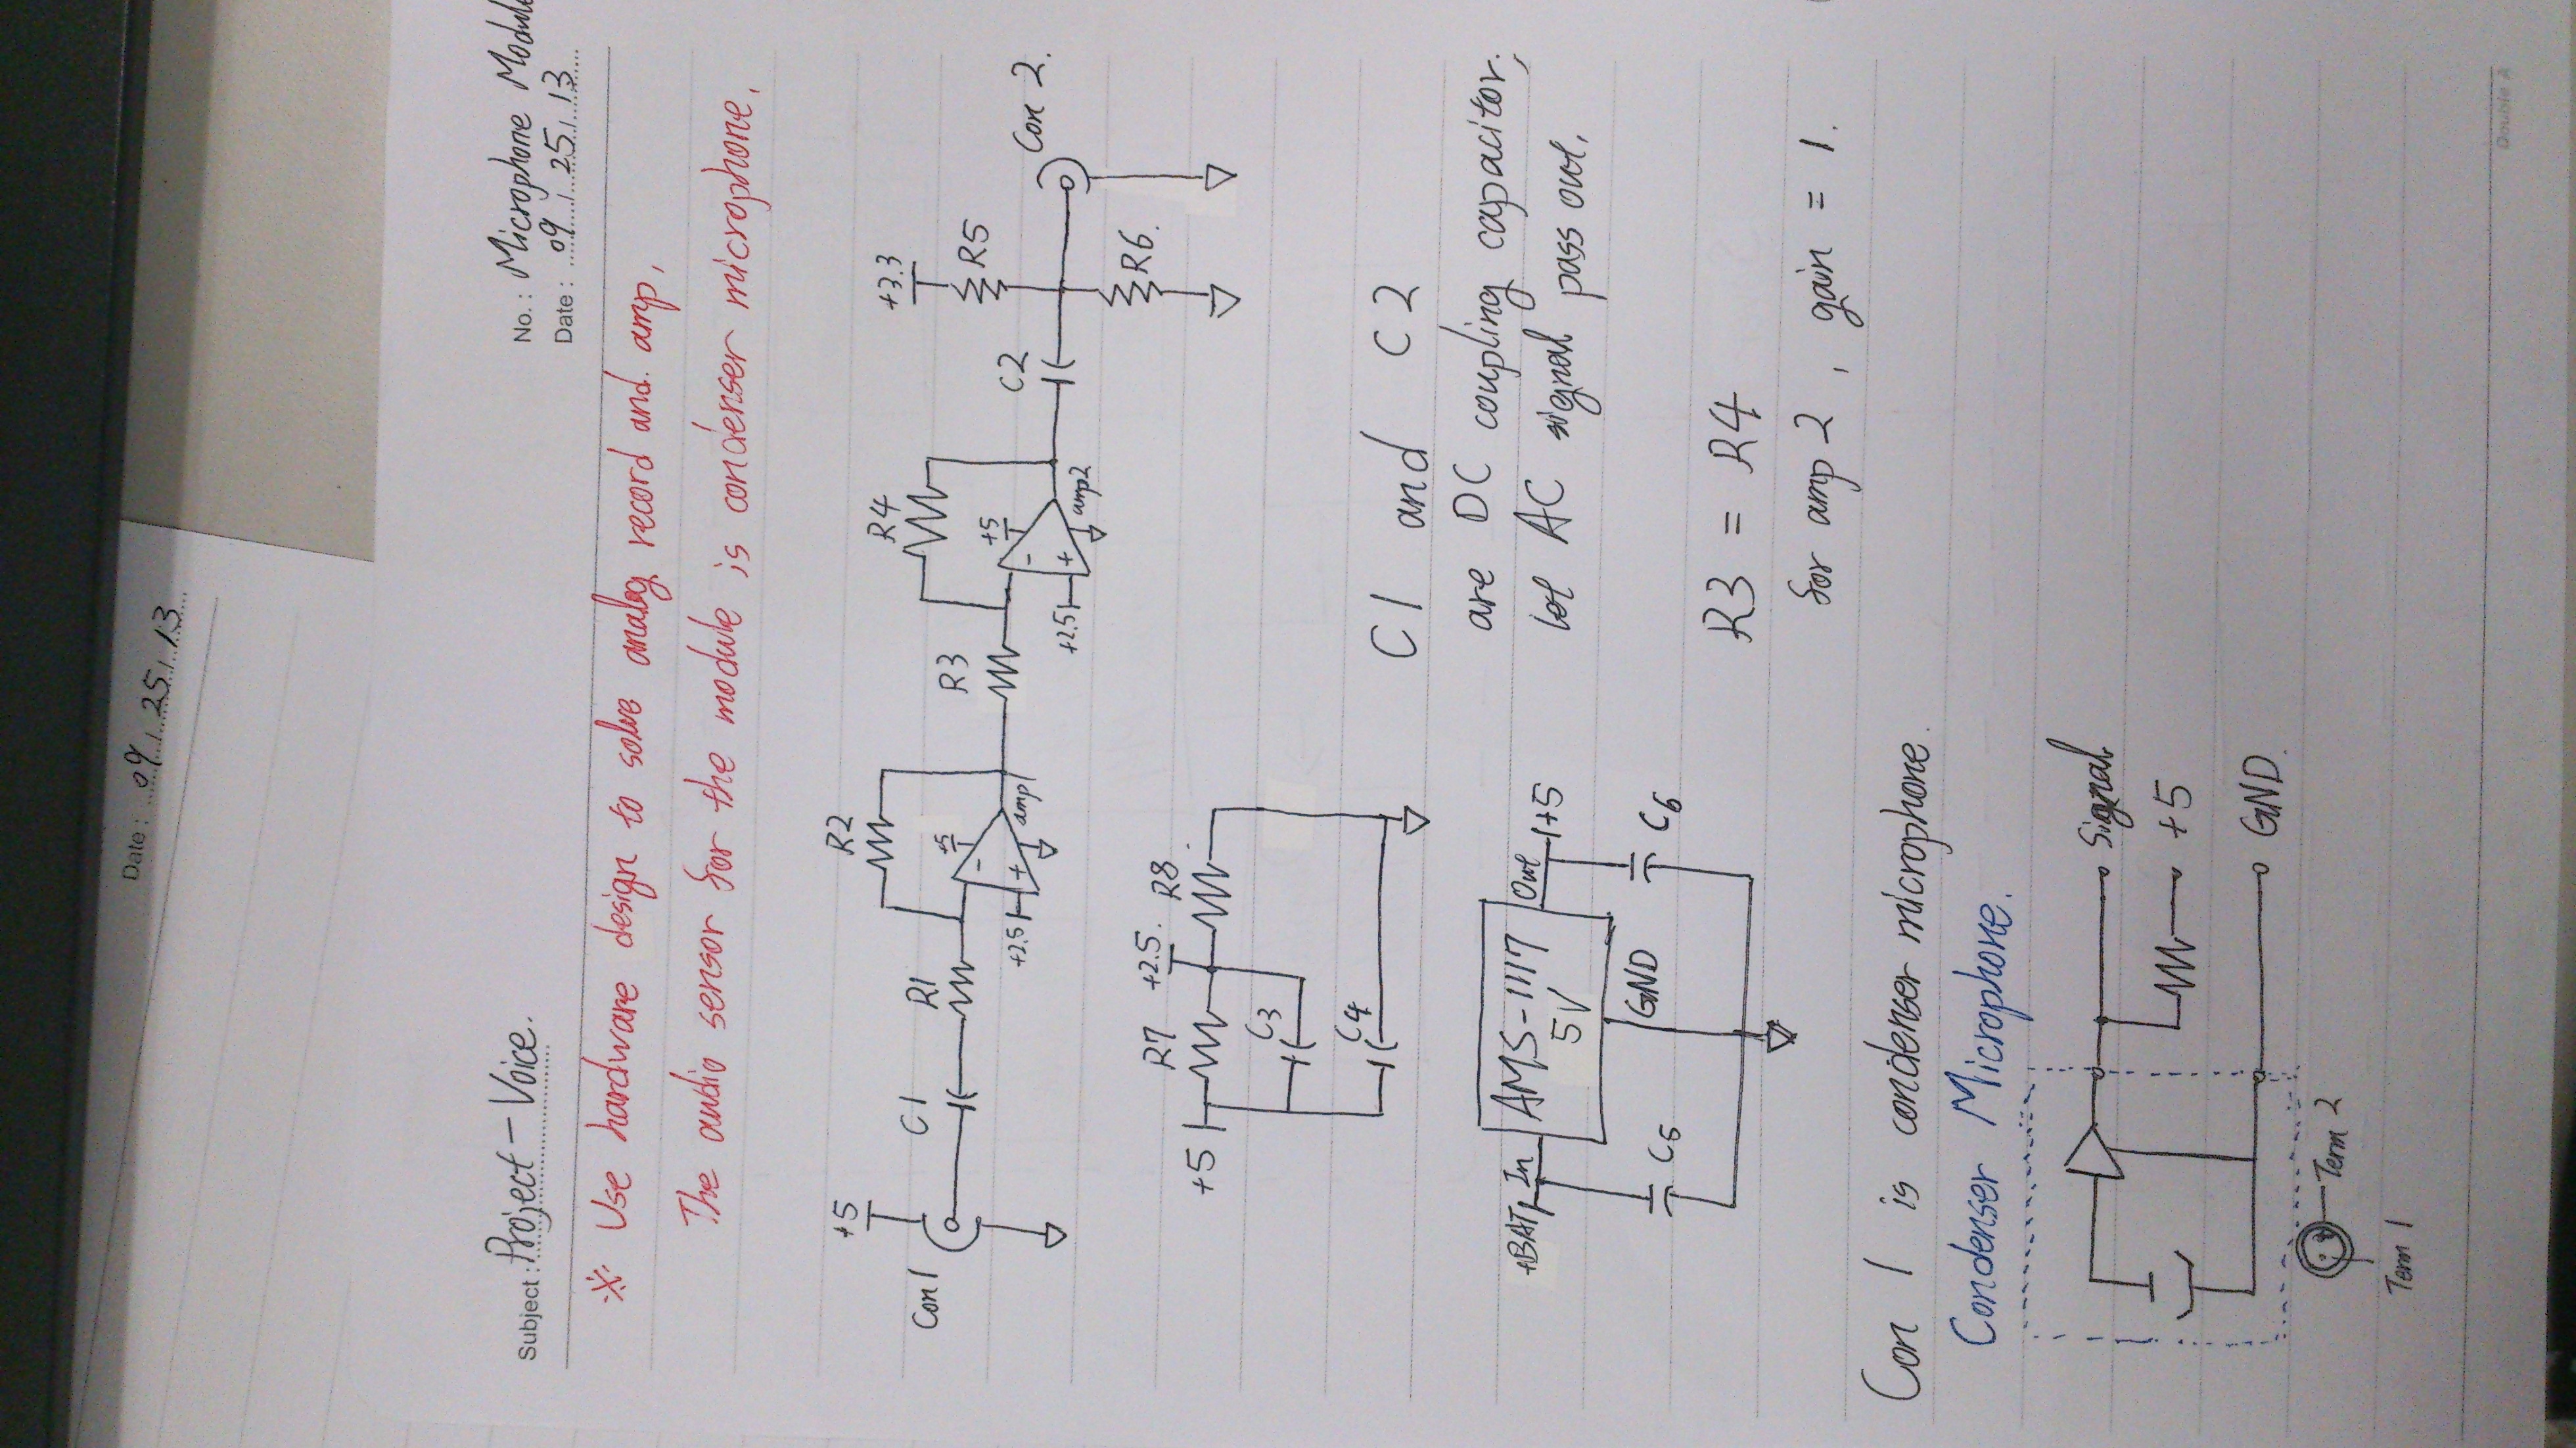 Date : 09 / 25 / 13
Subject : Project - Voice.
No. : Microphone Module
Date : 09 / 25 / 13
※ Use hardware design to solve analog record and. amp,
The audio sensor for the module is condenser microphone.
+5
R2
R4
+3.3
Con 1
C1
R1
+5
-
+2.5
+
amp1
R3
+5
-
+2.5
+
amp2
C2
R5
Con 2.
R6.
R7
+2.5.
R8
+5
C3
C4
C1 and C2
are DC coupling capacitor,
let AC signal pass out.
+BAT
In
AMS-1117
5V
Out
+5
GND
C5
C6
R3 = R4
for amp 2 , gain = 1.
Con 1 is condenser microphone.
Condenser Microphone.
Signal
+5
GND.
Term 2
Term 1
Double A